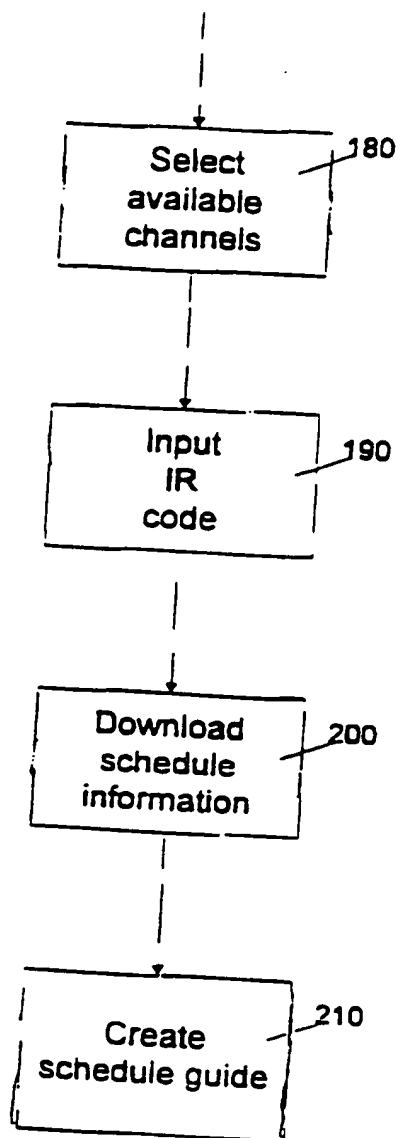 Select
available
channels
180
Input
IR
code
190
Download
schedule
information
200
Create
schedule guide
210